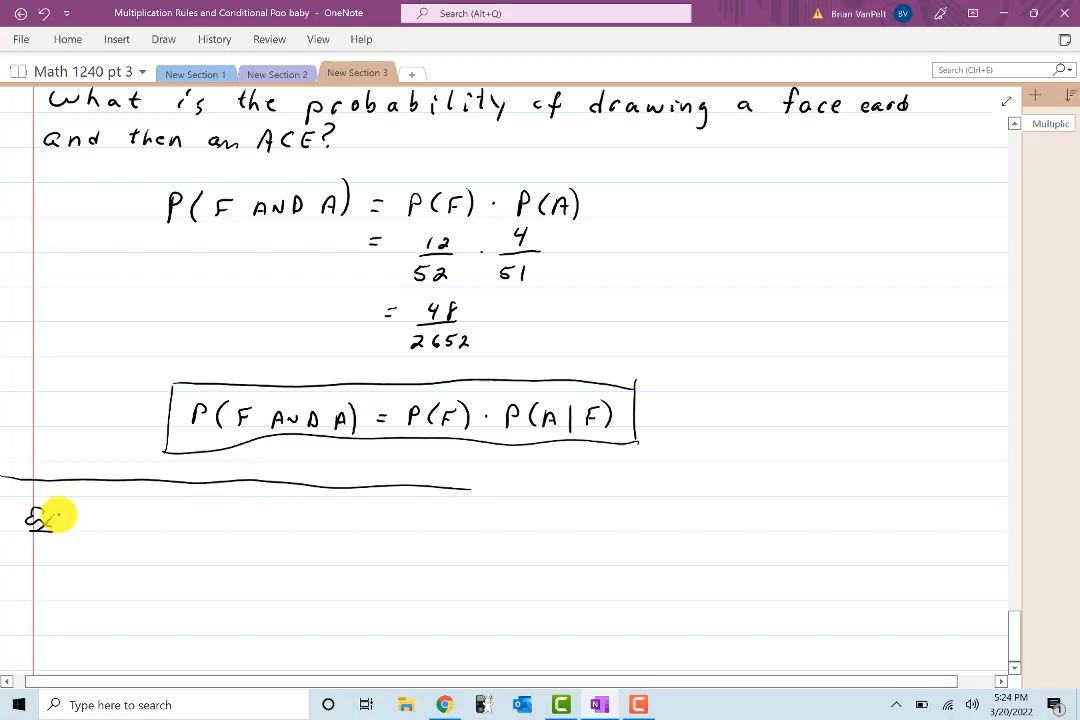 Multiplication Rules and Conditional Poo baby - OneNote
Search (Alt+Q)
Brian VanPelt BV
File Home Insert Draw History Review View Help
Math 1240 pt 3 New Section 1 New Section 2 New Section 3 +
Search (Ctrl+E)
Multiplic
What is the probability of drawing a face card
and then an ACE?
P(F AND A) = P(F) · P(A)
= 12/52 · 4/51
= 48/2652
P(F AND A) = P(F) · P(A|F)
Ex
Type here to search
5:24 PM
3/20/2022
1